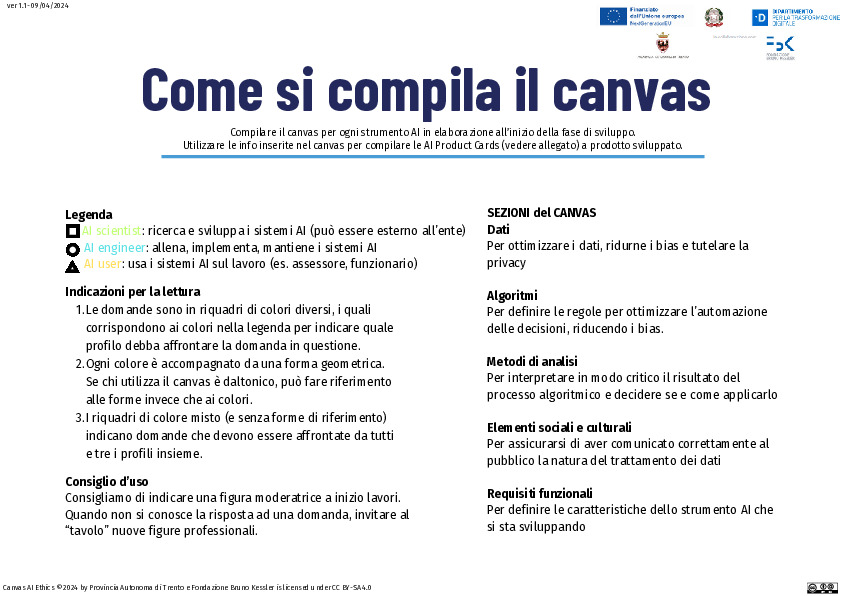 ver 1.1-09/04/2024
Finanziato
dall'Unione europea
NextGenerationEU
DIPARTIMENTO
PER LA TRASFORMAZIONE
DIGITALE
PROVINCIA AUTONOMA DI TRENTO
FONDAZIONE
BRUNO KESSLER
Come si compila il canvas
Compilare il canvas per ogni strumento AI in elaborazione all'inizio della fase di sviluppo.
Utilizzare le info inserite nel canvas per compilare le AI Product Cards (vedere allegato) a prodotto sviluppato.
Legenda
AI scientist: ricerca e sviluppa i sistemi AI (può essere esterno all'ente)
AI engineer: allena, implementa, mantiene i sistemi AI
AI user: usa i sistemi AI sul lavoro (es. assessore, funzionario)
Indicazioni per la lettura
1. Le domande sono in riquadri di colori diversi, i quali
corrispondono ai colori nella legenda per indicare quale
profilo debba affrontare la domanda in questione.
2. Ogni colore è accompagnato da una forma geometrica.
Se chi utilizza il canvas è daltonico, può fare riferimento
alle forme invece che ai colori.
3. I riquadri di colore misto (e senza forme di riferimento)
indicano domande che devono essere affrontate da tutti
e tre i profili insieme.
Consiglio d'uso
Consigliamo di indicare una figura moderatrice a inizio lavori.
Quando non si conosce la risposta ad una domanda, invitare al
“tavolo” nuove figure professionali.
SEZIONI del CANVAS
Dati
Per ottimizzare i dati, ridurne i bias e tutelare la
privacy
Algoritmi
Per definire le regole per ottimizzare l'automazione
delle decisioni, riducendo i bias.
Metodi di analisi
Per interpretare in modo critico il risultato del
processo algoritmico e decidere se e come applicarlo
Elementi sociali e culturali
Per assicurarsi di aver comunicato correttamente al
pubblico la natura del trattamento dei dati
Requisiti funzionali
Per definire le caratteristiche dello strumento AI che
si sta sviluppando
Canvas AI Ethics ©2024 by Provincia Autonoma di Trento e Fondazione Bruno Kessler is licensed under CC BY-SA 4.0